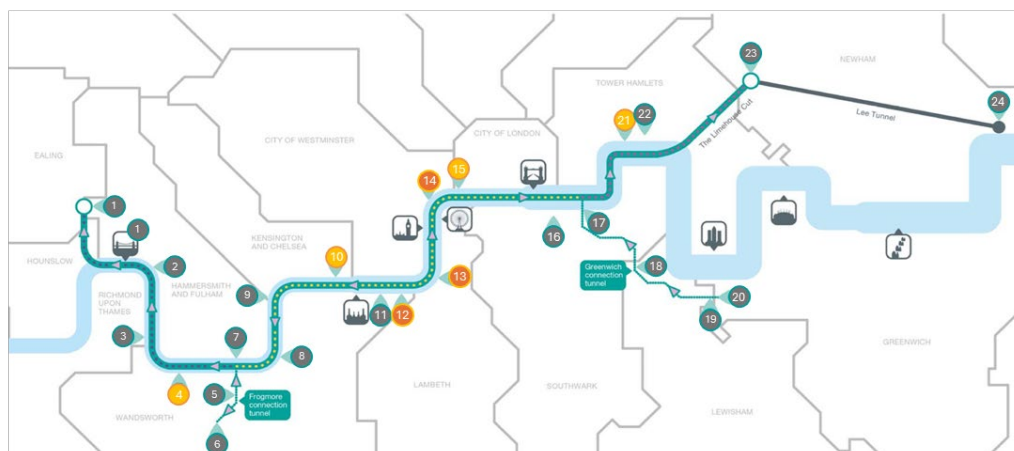 23
NEWHAM
TOWER HAMLETS
24
21
22
The Limehouse Cut
Lee Tunnel
CITY OF LONDON
CITY OF WESTMINSTER
EALING
15
14
1
1
16
17
KENSINGTON
AND CHELSEA
HOUNSLOW
2
10
Greenwich
connection
tunnel
18
13
HAMMERSMITH
AND FULHAM
9
RICHMOND
UPON
THAMES
11
12
19
20
3
7
8
GREENWICH
4
5
Frogmore
connection
tunnel
LAMBETH
SOUTHWARK
WANDSWORTH
LEWISHAM
6